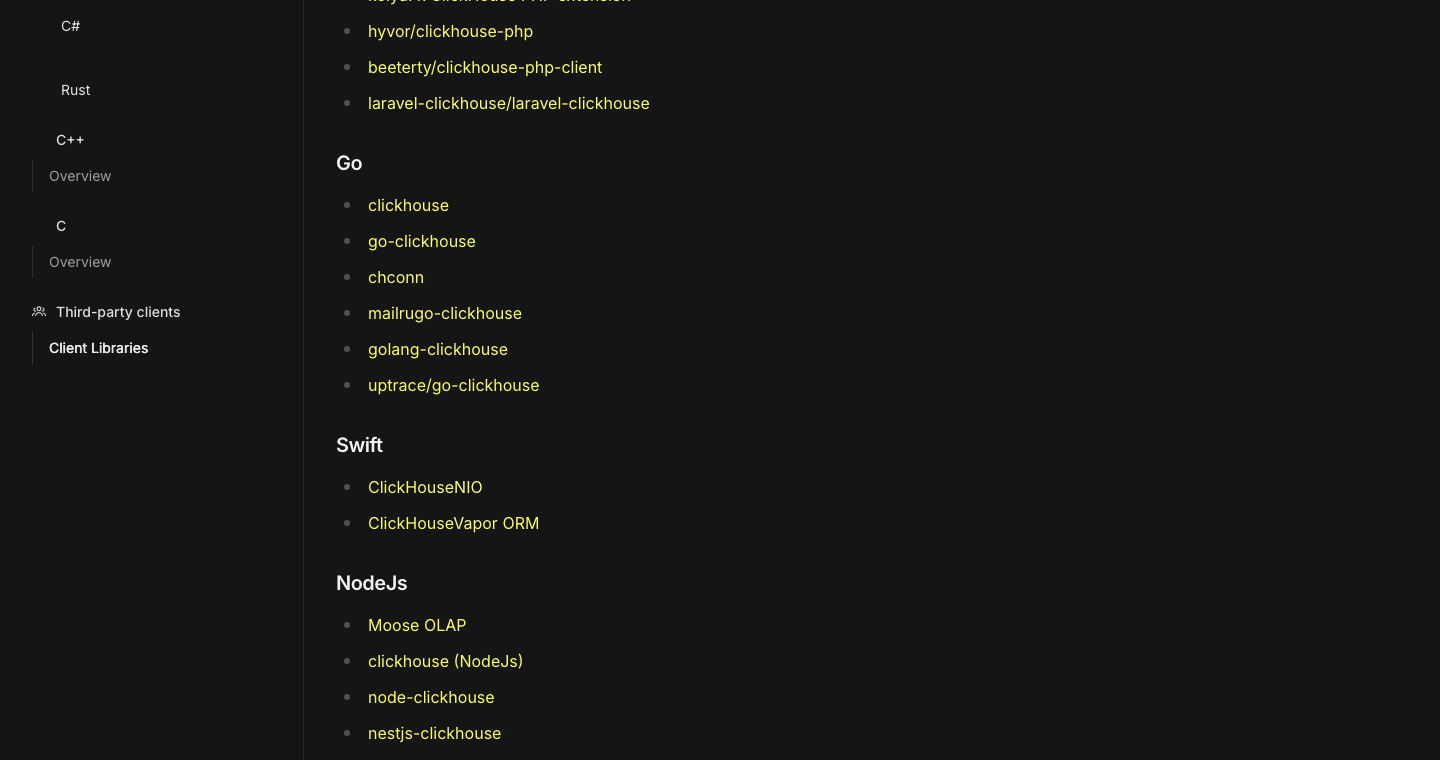 C#
Rust
C++
Overview
C
Overview
Third-party clients
Client Libraries
hyvor/clickhouse-php
beeterty/clickhouse-php-client
laravel-clickhouse/laravel-clickhouse
Go
clickhouse
go-clickhouse
chconn
mailrugo-clickhouse
golang-clickhouse
uptrace/go-clickhouse
Swift
ClickHouseNIO
ClickHouseVapor ORM
NodeJs
Moose OLAP
clickhouse (NodeJs)
node-clickhouse
nestjs-clickhouse